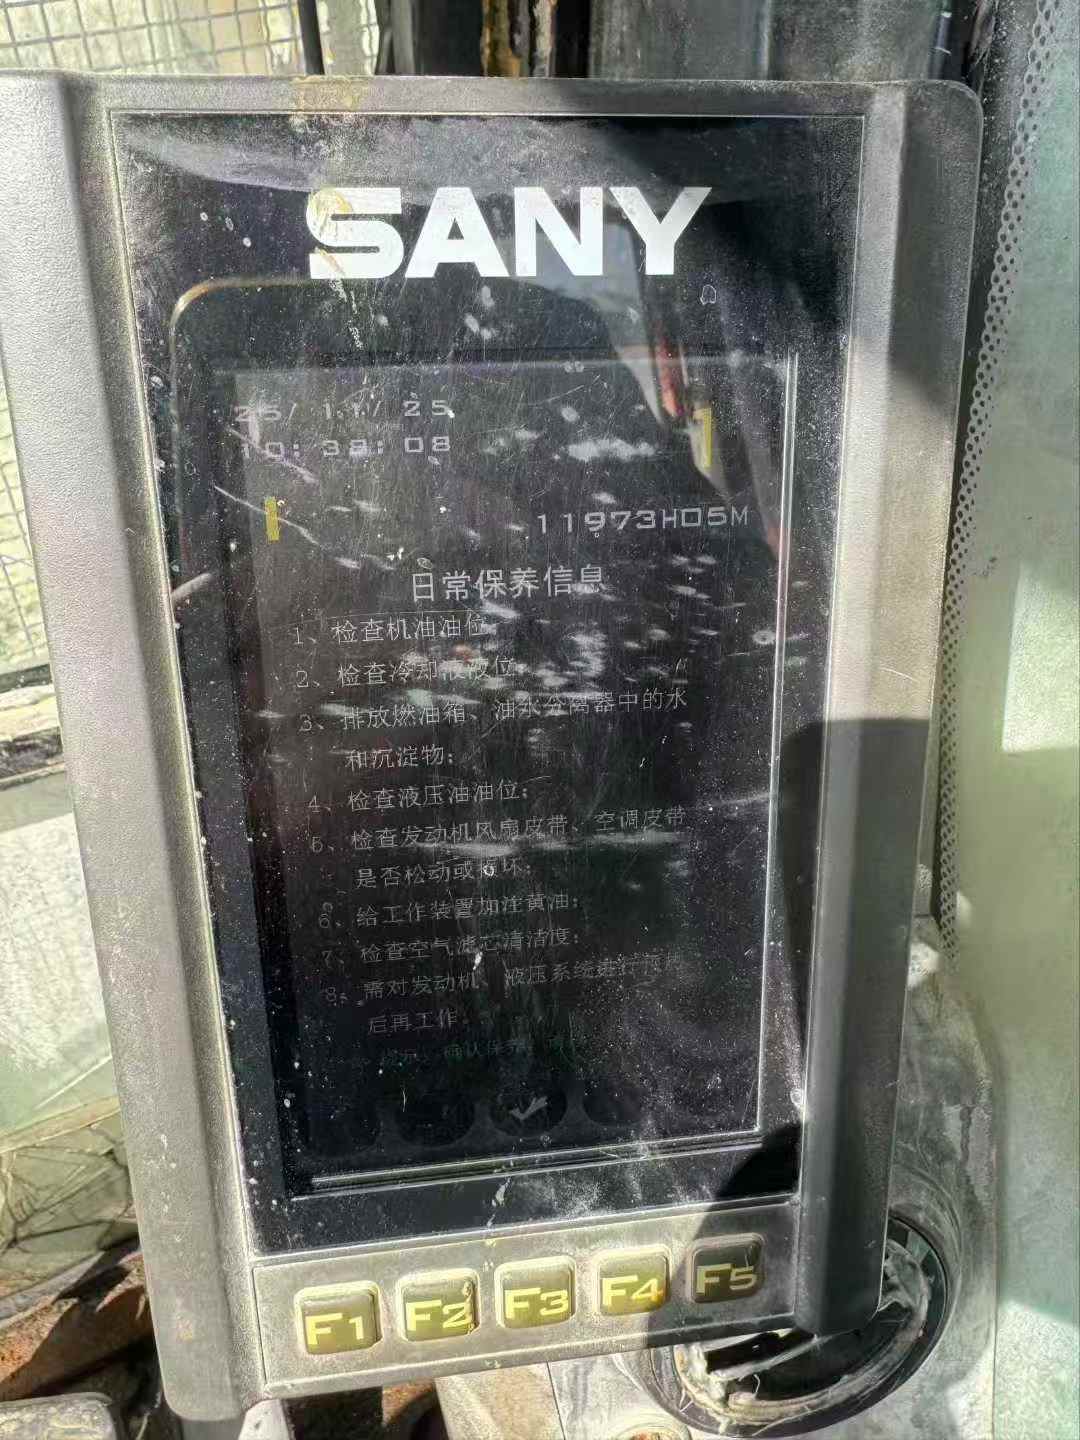 SANY
25/ 11/ 25
10:38:08
11973H05M
日常保养信息
1、检查机油油位;
2、检查冷却液液位;
3、排放燃油箱、油水分离器中的水
和沉淀物;
4、检查液压油油位;
5、检查发动机风扇皮带、空调皮带
是否松动或损坏;
6、给工作装置加注黄油;
7、检查空气滤芯清洁度;
8、需对发动机、液压系统进行预热
后再工作。
确认保养
F1 F2 F3 F4 F5